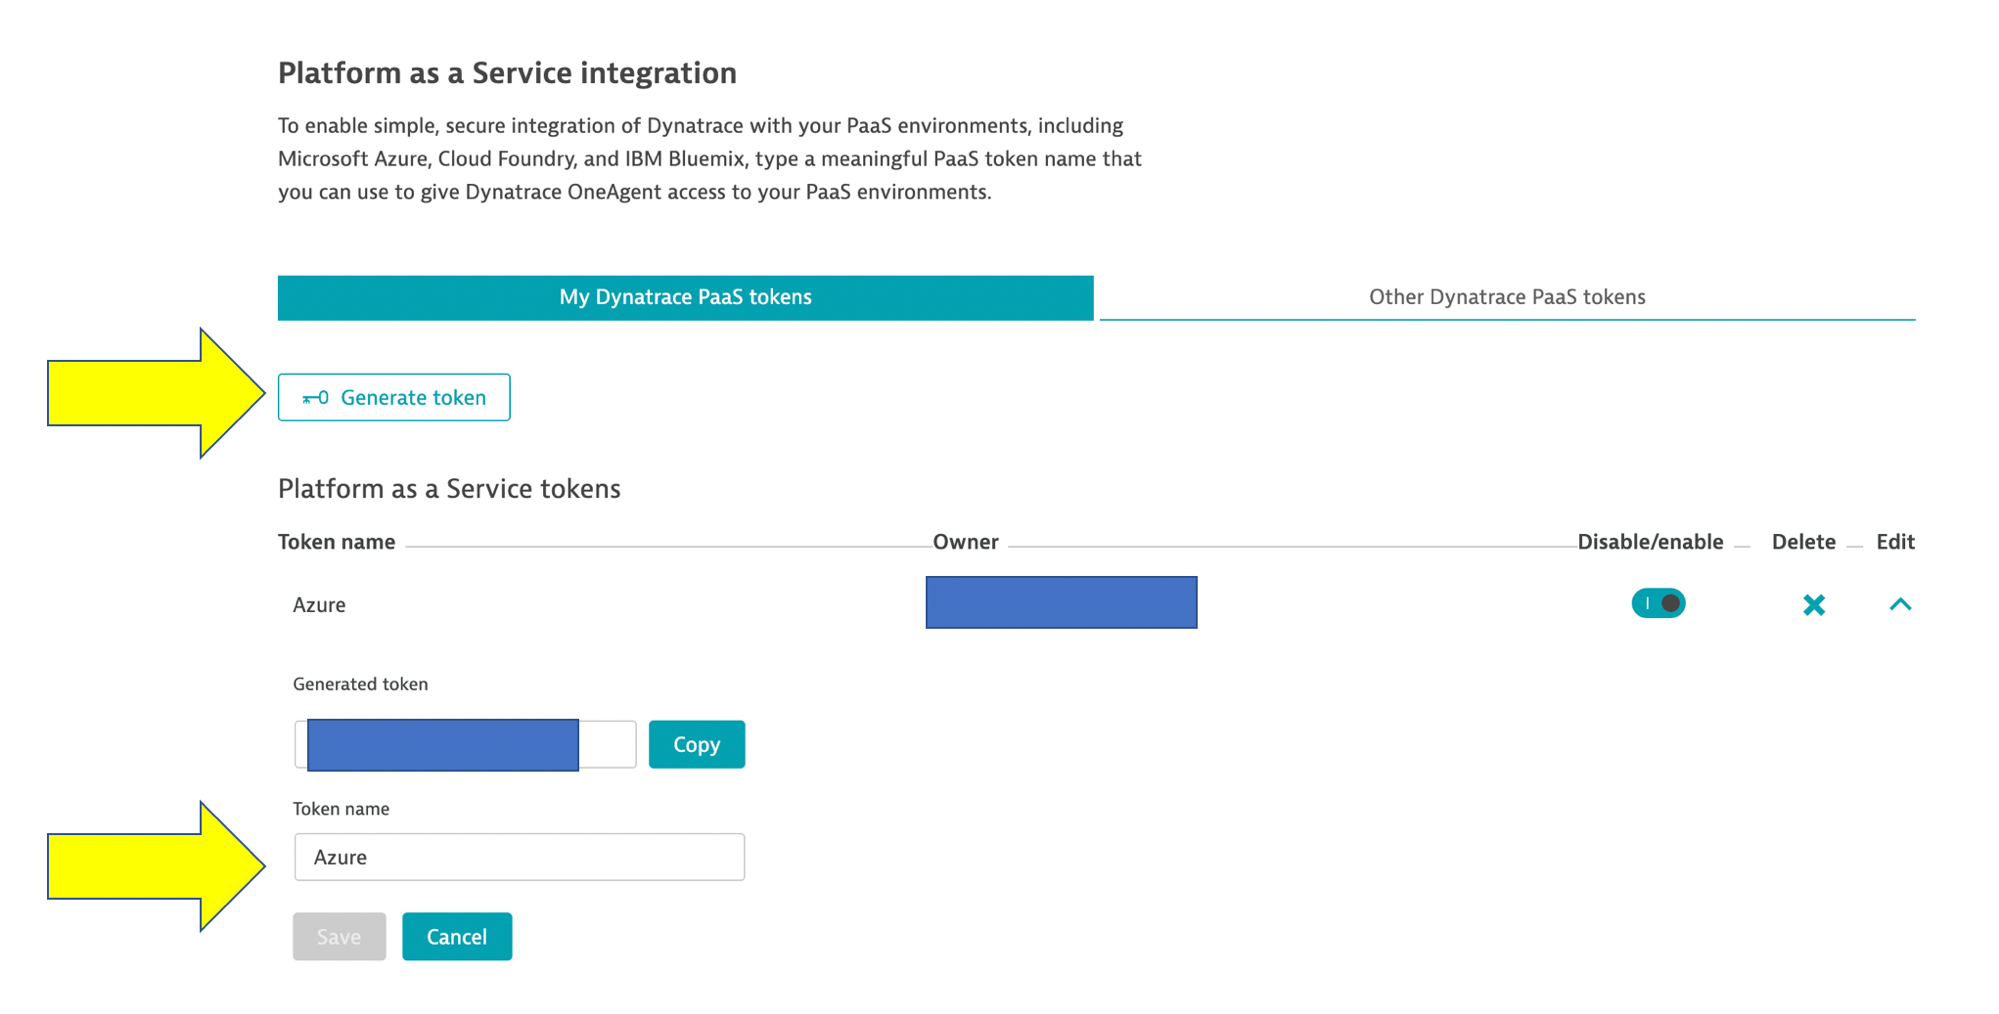 Platform as a Service integration
To enable simple, secure integration of Dynatrace with your PaaS environments, including
Microsoft Azure, Cloud Foundry, and IBM Bluemix, type a meaningful PaaS token name that
you can use to give Dynatrace OneAgent access to your PaaS environments.
My Dynatrace PaaS tokens
Other Dynatrace PaaS tokens
Generate token
Platform as a Service tokens
Token name Owner Disable/enable Delete Edit
Azure
Generated token
Copy
Token name
Azure
Save Cancel